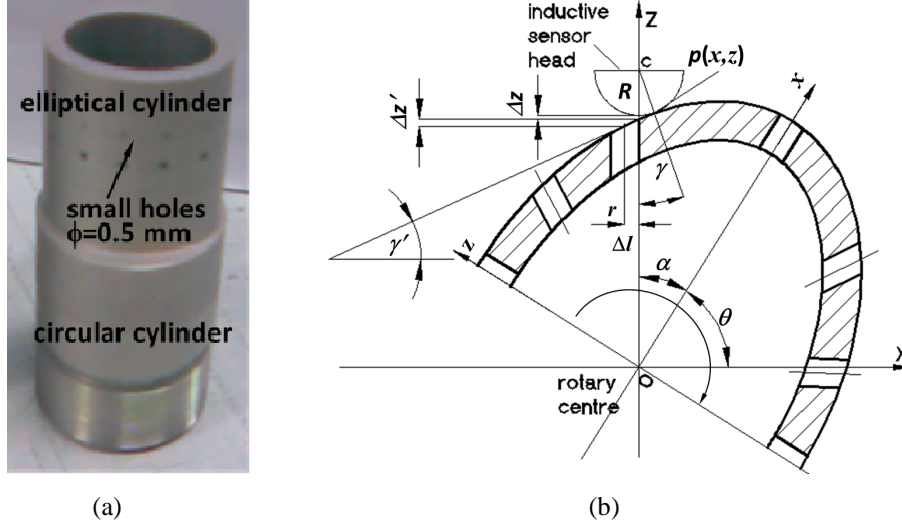 elliptical cylinder
small holes
ϕ=0.5 mm
circular cylinder
(a)
inductive
sensor
head
Z
C
p(x,z)
R
Δz′
Δz
x
γ
r
Δl
γ′
z
α
θ
X
rotary
centre
O
(b)